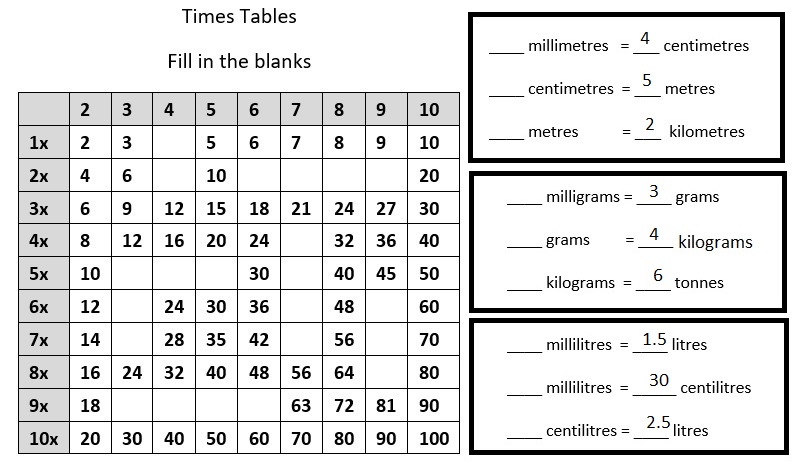 Times Tables
Fill in the blanks
2 3 4 5 6 7 8 9 10
1x 2 3 5 6 7 8 9 10
2x 4 6 10 20
3x 6 9 12 15 18 21 24 27 30
4x 8 12 16 20 24 32 36 40
5x 10 30 40 45 50
6x 12 24 30 36 48 60
7x 14 28 35 42 56 70
8x 16 24 32 40 48 56 64 80
9x 18 63 72 81 90
10x 20 30 40 50 60 70 80 90 100
____ millimetres = 4 centimetres
____ centimetres = 5 metres
____ metres = 2 kilometres
____ milligrams = 3 grams
____ grams = 4 kilograms
____ kilograms = 6 tonnes
____ millilitres = 1.5 litres
____ millilitres = 30 centilitres
____ centilitres = 2.5 litres